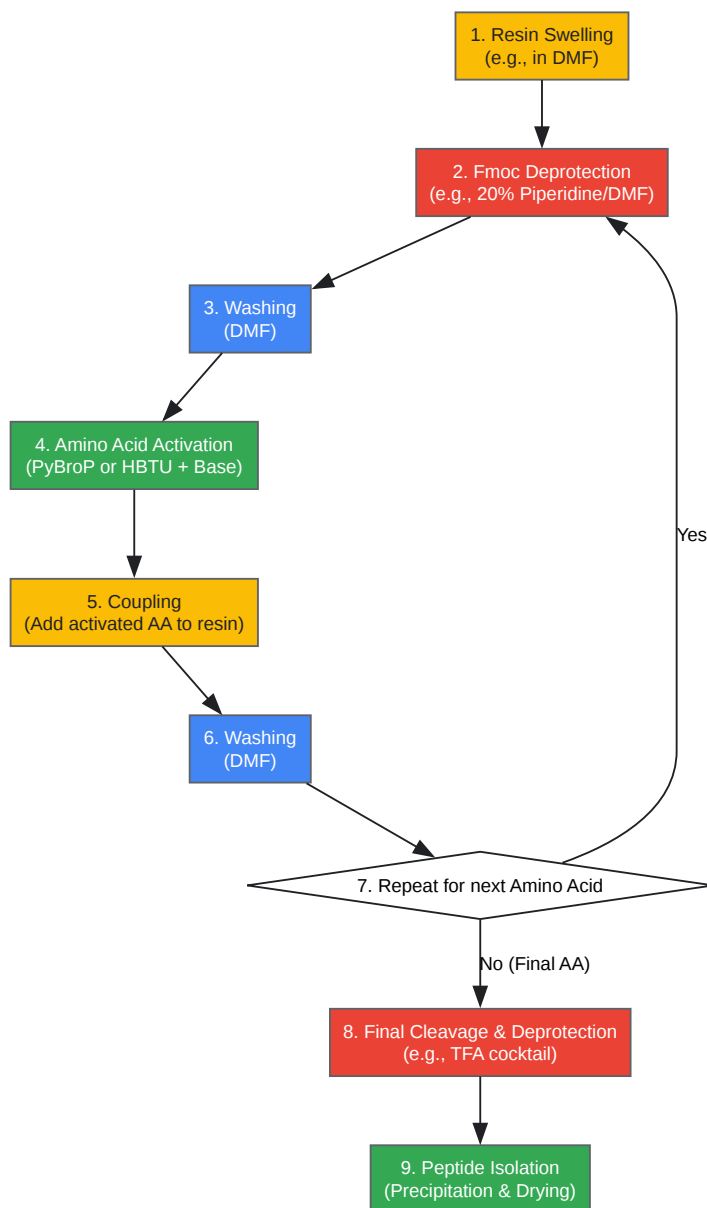 1. Resin Swelling
(e.g., in DMF)
2. Fmoc Deprotection
(e.g., 20% Piperidine/DMF)
3. Washing
(DMF)
4. Amino Acid Activation
(PyBroP or HBTU + Base)
Yes
5. Coupling
(Add activated AA to resin)
6. Washing
(DMF)
7. Repeat for next Amino Acid
No (Final AA)
8. Final Cleavage & Deprotection
(e.g., TFA cocktail)
9. Peptide Isolation
(Precipitation & Drying)